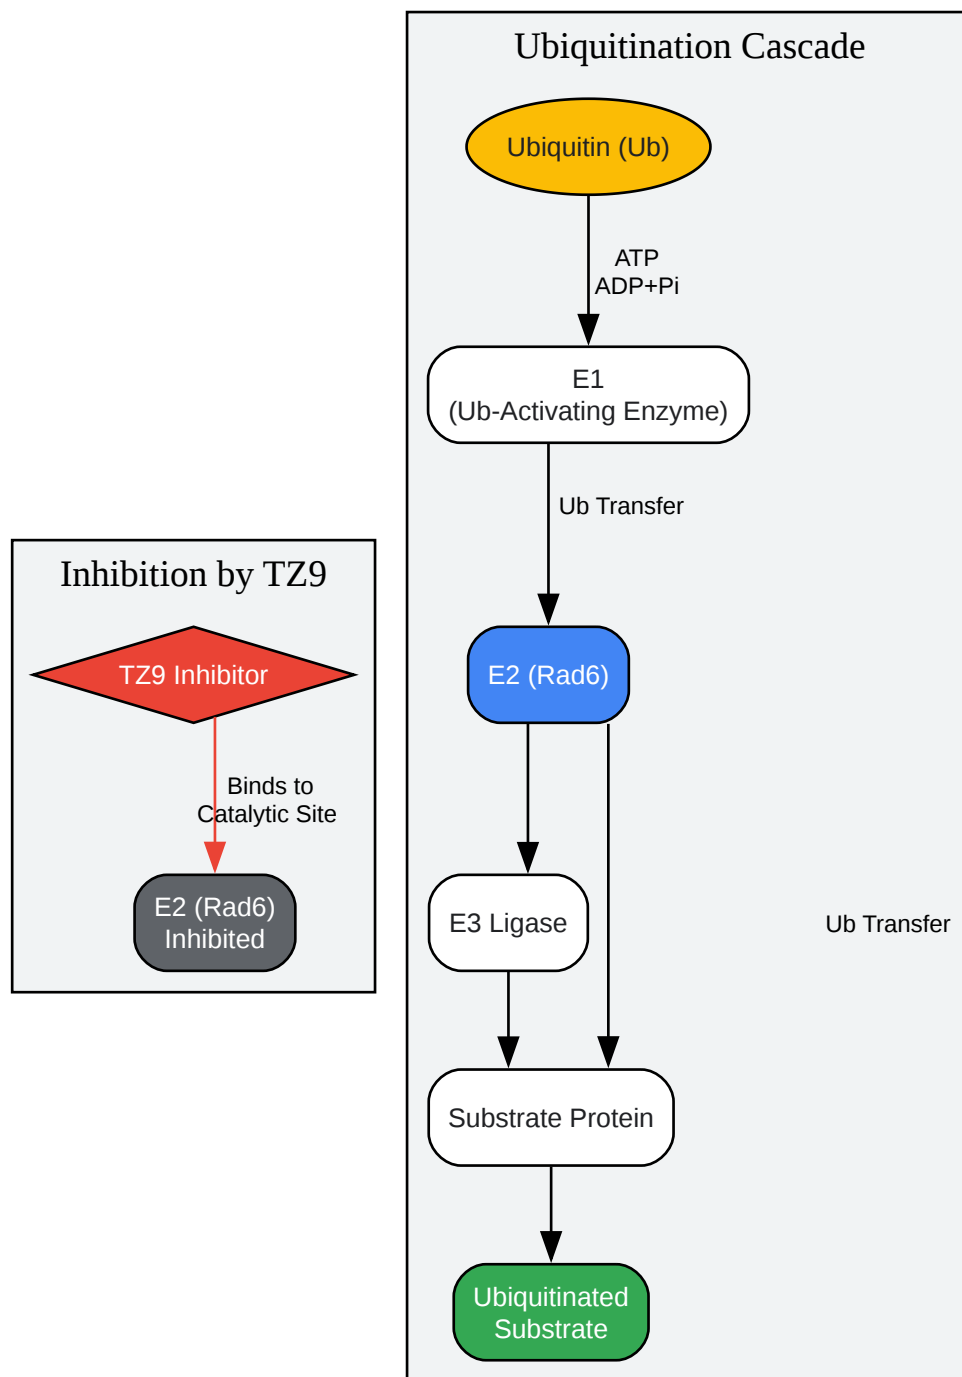 Ubiquitination Cascade
Ubiquitin (Ub)
ATP
ADP+Pi
E1
(Ub-Activating Enzyme)
Ub Transfer
Inhibition by TZ9
TZ9 Inhibitor
Binds to
Catalytic Site
E2 (Rad6)
Inhibited
E2 (Rad6)
E3 Ligase
Ub Transfer
Substrate Protein
Ubiquitinated
Substrate